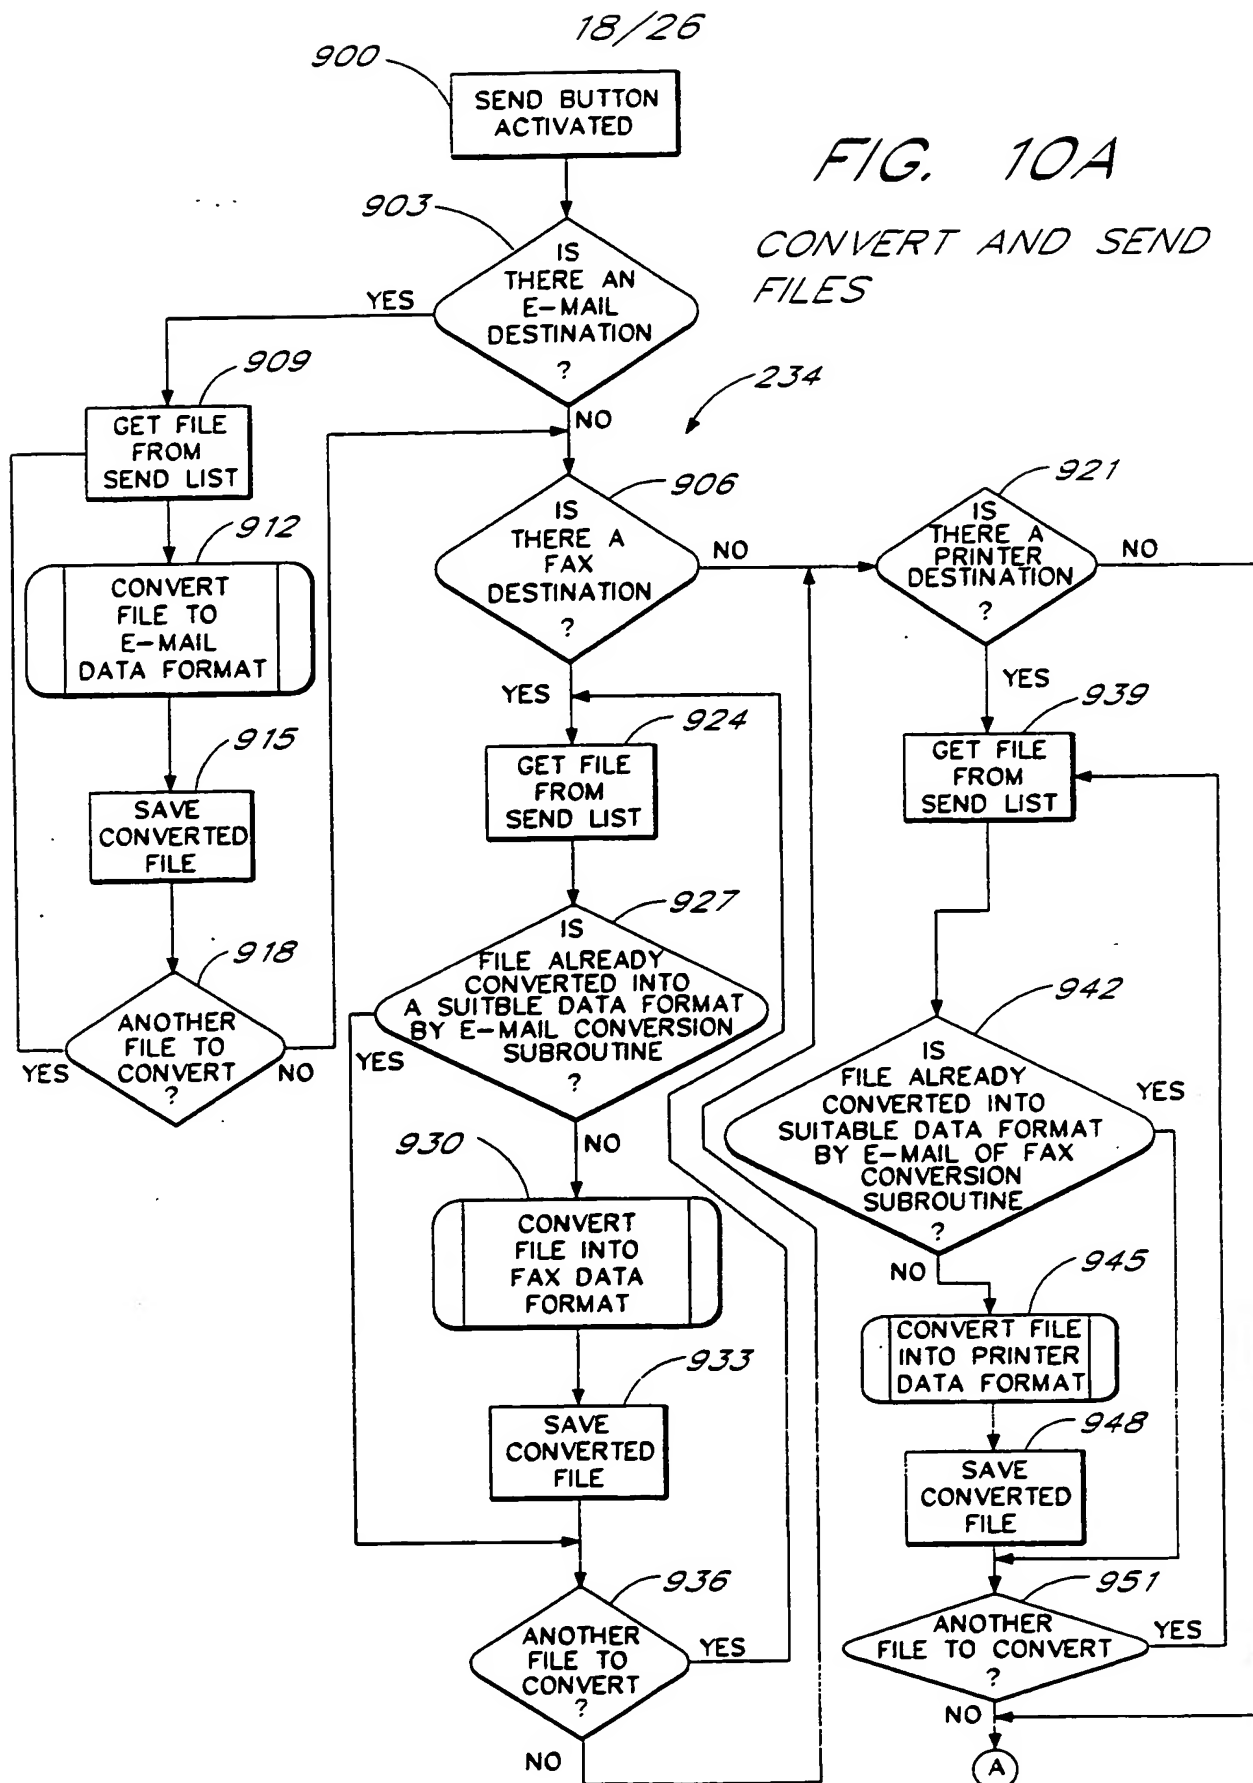 18/26
900
SEND BUTTON
ACTIVATED
FIG. 10A
CONVERT AND SEND
FILES
903
IS
THERE AN
E-MAIL
DESTINATION
?
YES
NO
234
909
GET FILE
FROM
SEND LIST
912
CONVERT
FILE TO
E-MAIL
DATA FORMAT
915
SAVE
CONVERTED
FILE
918
ANOTHER
FILE TO
CONVERT
?
YES
NO
906
IS
THERE A
FAX
DESTINATION
?
NO
YES
924
GET FILE
FROM
SEND LIST
927
IS
FILE ALREADY
CONVERTED INTO
A SUITBLE DATA FORMAT
BY E-MAIL CONVERSION
SUBROUTINE
?
YES
NO
930
CONVERT
FILE INTO
FAX DATA
FORMAT
933
SAVE
CONVERTED
FILE
936
ANOTHER
FILE TO
CONVERT
?
YES
NO
921
IS
THERE A
PRINTER
DESTINATION
?
NO
YES
939
GET FILE
FROM
SEND LIST
942
IS
FILE ALREADY
CONVERTED INTO
SUITABLE DATA FORMAT
BY E-MAIL OF FAX
CONVERSION
SUBROUTINE
?
YES
NO
945
CONVERT FILE
INTO PRINTER
DATA FORMAT
948
SAVE
CONVERTED
FILE
951
ANOTHER
FILE TO CONVERT
?
YES
NO
A